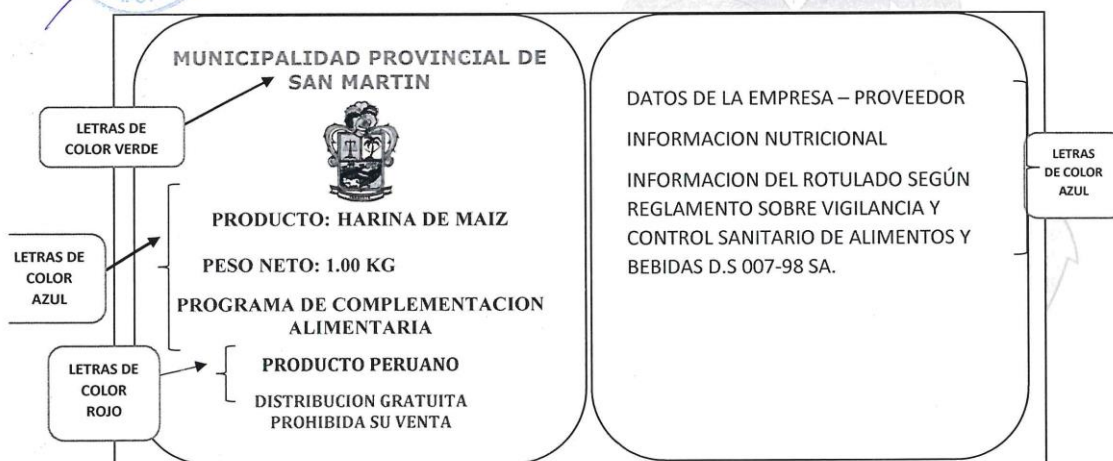 MUNICIPALIDAD PROVINCIAL DE
SAN MARTIN
LETRAS DE
COLOR VERDE
PRODUCTO: HARINA DE MAIZ
PESO NETO: 1.00 KG
PROGRAMA DE COMPLEMENTACION
ALIMENTARIA
LETRAS DE
COLOR
AZUL
PRODUCTO PERUANO
DISTRIBUCION GRATUITA
PROHIBIDA SU VENTA
LETRAS DE
COLOR
ROJO
DATOS DE LA EMPRESA – PROVEEDOR
INFORMACION NUTRICIONAL
INFORMACION DEL ROTULADO SEGÚN
REGLAMENTO SOBRE VIGILANCIA Y
CONTROL SANITARIO DE ALIMENTOS Y
BEBIDAS D.S 007-98 SA.
LETRAS
DE COLOR
AZUL